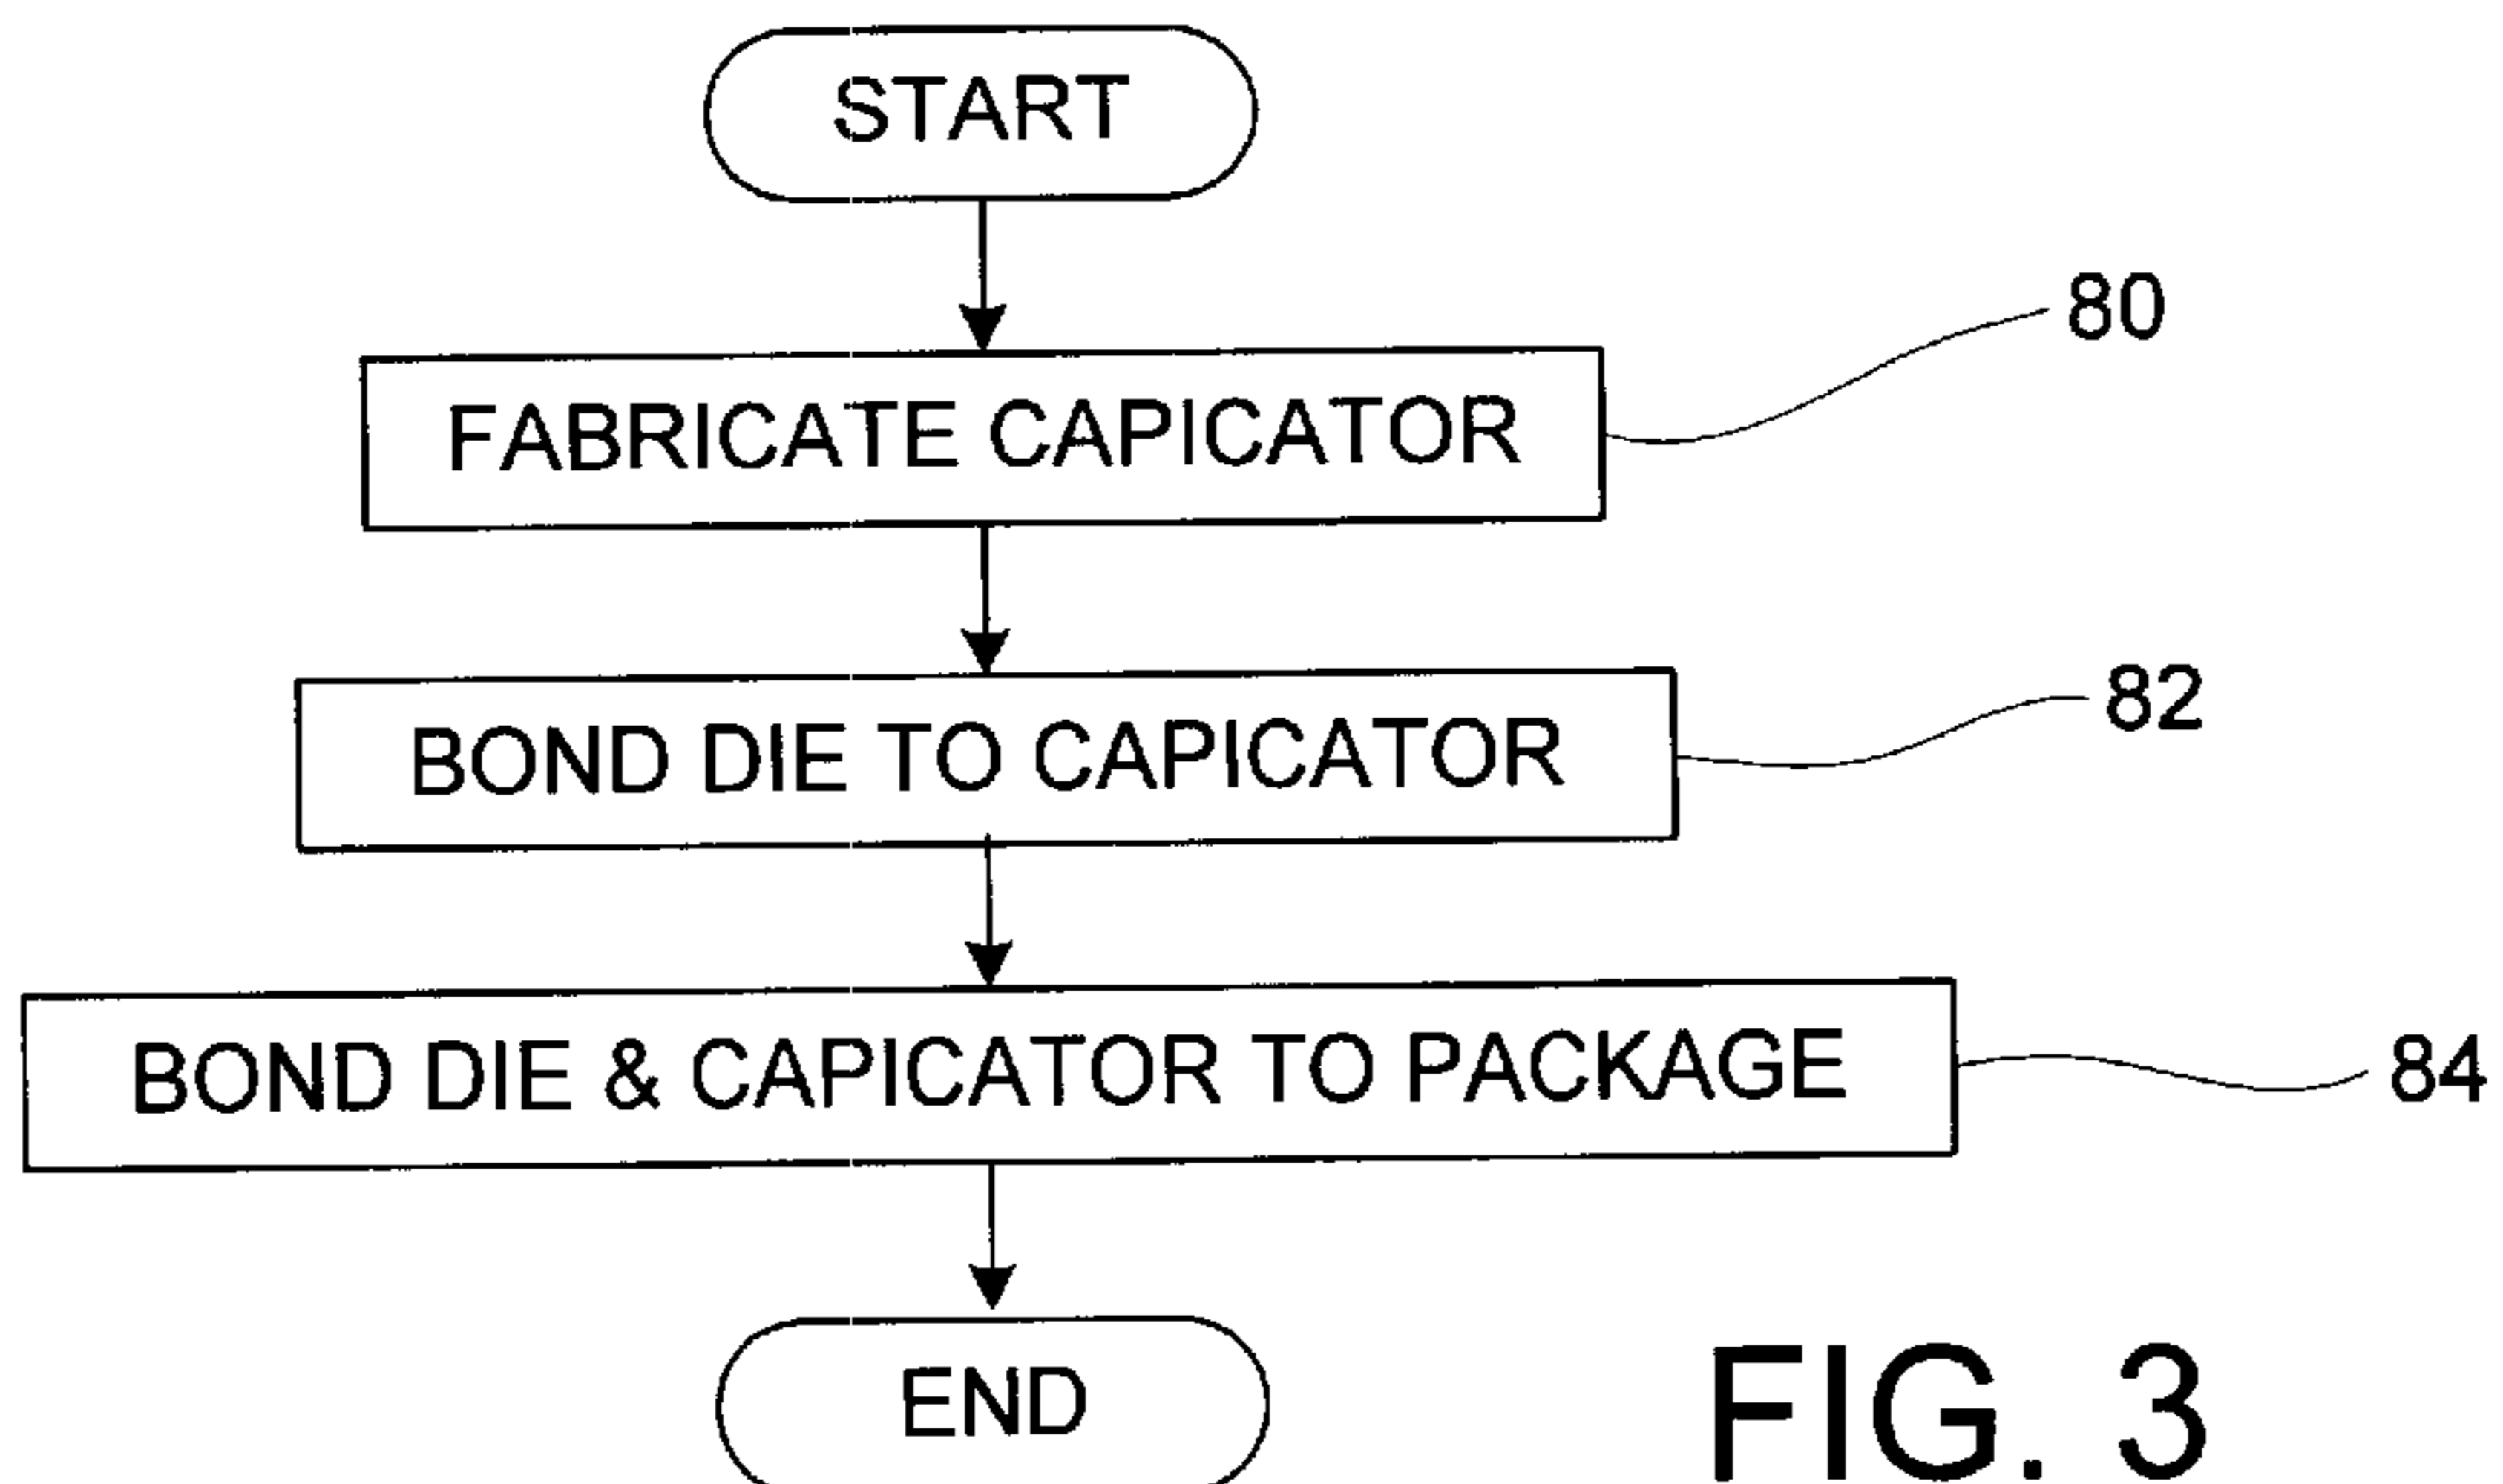 START
80
FABRICATE CAPICATOR
82
BOND DIE TO CAPICATOR
BOND DIE & CAPICATOR TO PACKAGE
84
END
FIG. 3